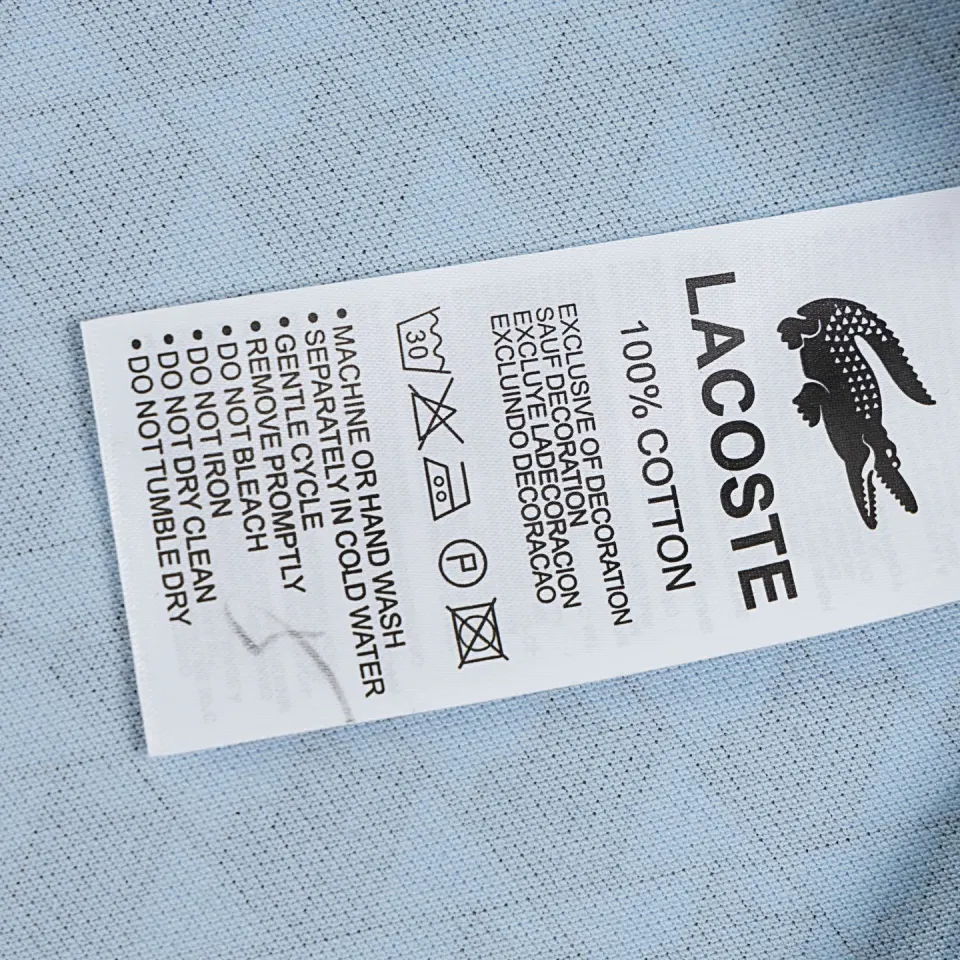 LACOSTE
100% COTTON
EXCLUSIVE OF DECORATION
SAUF DECORATION
EXCLUYE LADECORACION
EXCLUINDO DECORACAO
30
P
• MACHINE OR HAND WASH
• SEPARATELY IN COLD WATER
• GENTLE CYCLE
• REMOVE PROMPTLY
• DO NOT BLEACH
• DO NOT IRON
• DO NOT DRY CLEAN
• DO NOT TUMBLE DRY